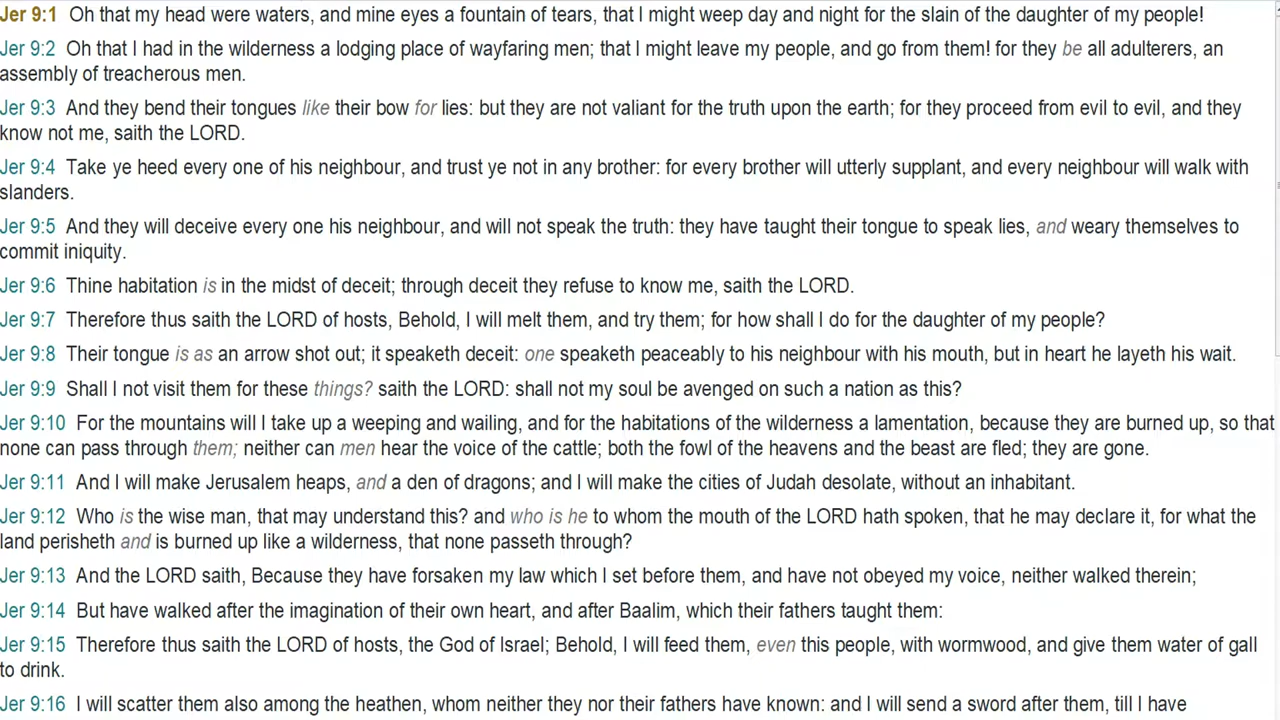 Jer 9:1 Oh that my head were waters, and mine eyes a fountain of tears, that I might weep day and night for the slain of the daughter of my people!
Jer 9:2 Oh that I had in the wilderness a lodging place of wayfaring men; that I might leave my people, and go from them! for they be all adulterers, an
assembly of treacherous men.
Jer 9:3 And they bend their tongues like their bow for lies: but they are not valiant for the truth upon the earth; for they proceed from evil to evil, and they
know not me, saith the LORD.
Jer 9:4 Take ye heed every one of his neighbour, and trust ye not in any brother: for every brother will utterly supplant, and every neighbour will walk with
slanders.
Jer 9:5 And they will deceive every one his neighbour, and will not speak the truth: they have taught their tongue to speak lies, and weary themselves to
commit iniquity.
Jer 9:6 Thine habitation is in the midst of deceit; through deceit they refuse to know me, saith the LORD.
Jer 9:7 Therefore thus saith the LORD of hosts, Behold, I will melt them, and try them; for how shall I do for the daughter of my people?
Jer 9:8 Their tongue is as an arrow shot out; it speaketh deceit: one speaketh peaceably to his neighbour with his mouth, but in heart he layeth his wait.
Jer 9:9 Shall I not visit them for these things? saith the LORD: shall not my soul be avenged on such a nation as this?
Jer 9:10 For the mountains will I take up a weeping and wailing, and for the habitations of the wilderness a lamentation, because they are burned up, so that
none can pass through them; neither can men hear the voice of the cattle; both the fowl of the heavens and the beast are fled; they are gone.
Jer 9:11 And I will make Jerusalem heaps, and a den of dragons; and I will make the cities of Judah desolate, without an inhabitant.
Jer 9:12 Who is the wise man, that may understand this? and who is he to whom the mouth of the LORD hath spoken, that he may declare it, for what the
land perisheth and is burned up like a wilderness, that none passeth through?
Jer 9:13 And the LORD saith, Because they have forsaken my law which I set before them, and have not obeyed my voice, neither walked therein;
Jer 9:14 But have walked after the imagination of their own heart, and after Baalim, which their fathers taught them:
Jer 9:15 Therefore thus saith the LORD of hosts, the God of Israel; Behold, I will feed them, even this people, with wormwood, and give them water of gall
to drink.
Jer 9:16 I will scatter them also among the heathen, whom neither they nor their fathers have known: and I will send a sword after them, till I have